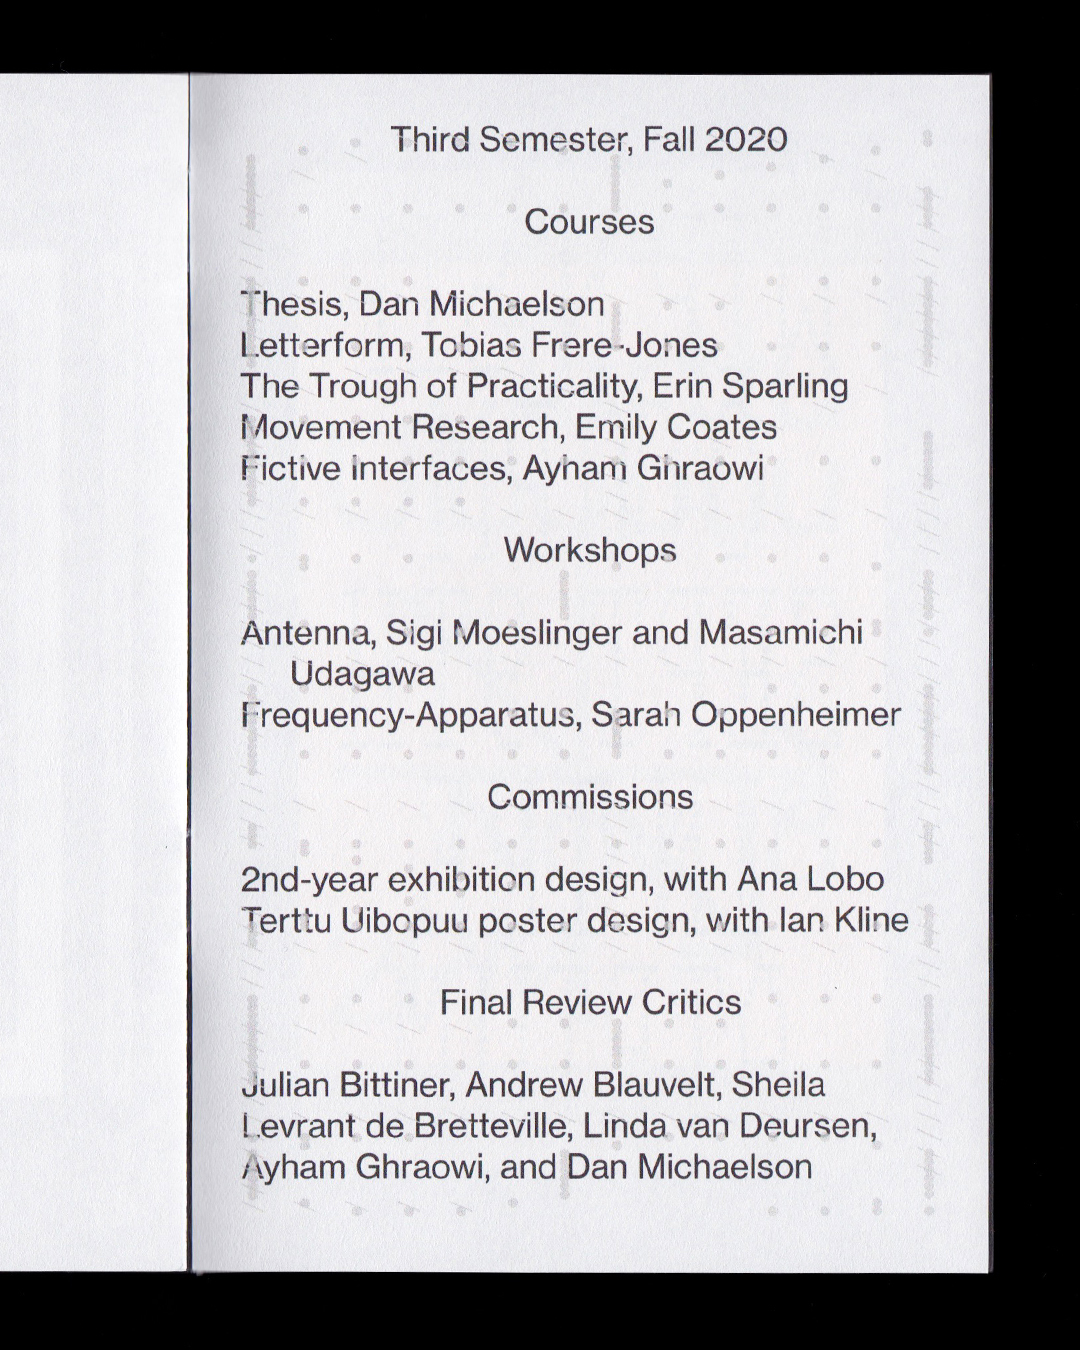 Third Semester, Fall 2020
Courses
Thesis, Dan Michaelson
Letterform, Tobias Frere-Jones
The Trough of Practicality, Erin Sparling
Movement Research, Emily Coates
Fictive Interfaces, Ayham Ghraowi
Workshops
Antenna, Sigi Moeslinger and Masamichi
Udagawa
Frequency-Apparatus, Sarah Oppenheimer
Commissions
2nd-year exhibition design, with Ana Lobo
Terttu Uibopuu poster design, with Ian Kline
Final Review Critics
Julian Bittiner, Andrew Blauvelt, Sheila
Levrant de Bretteville, Linda van Deursen,
Ayham Ghraowi, and Dan Michaelson